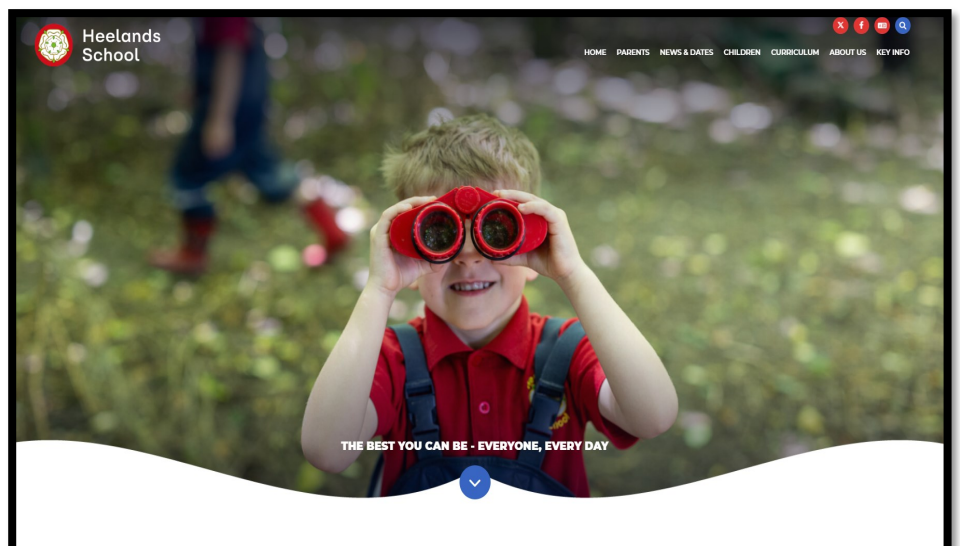 Heelands
School
HOME PARENTS NEWS & DATES CHILDREN CURRICULUM ABOUT US KEY INFO
THE BEST YOU CAN BE - EVERYONE, EVERY DAY